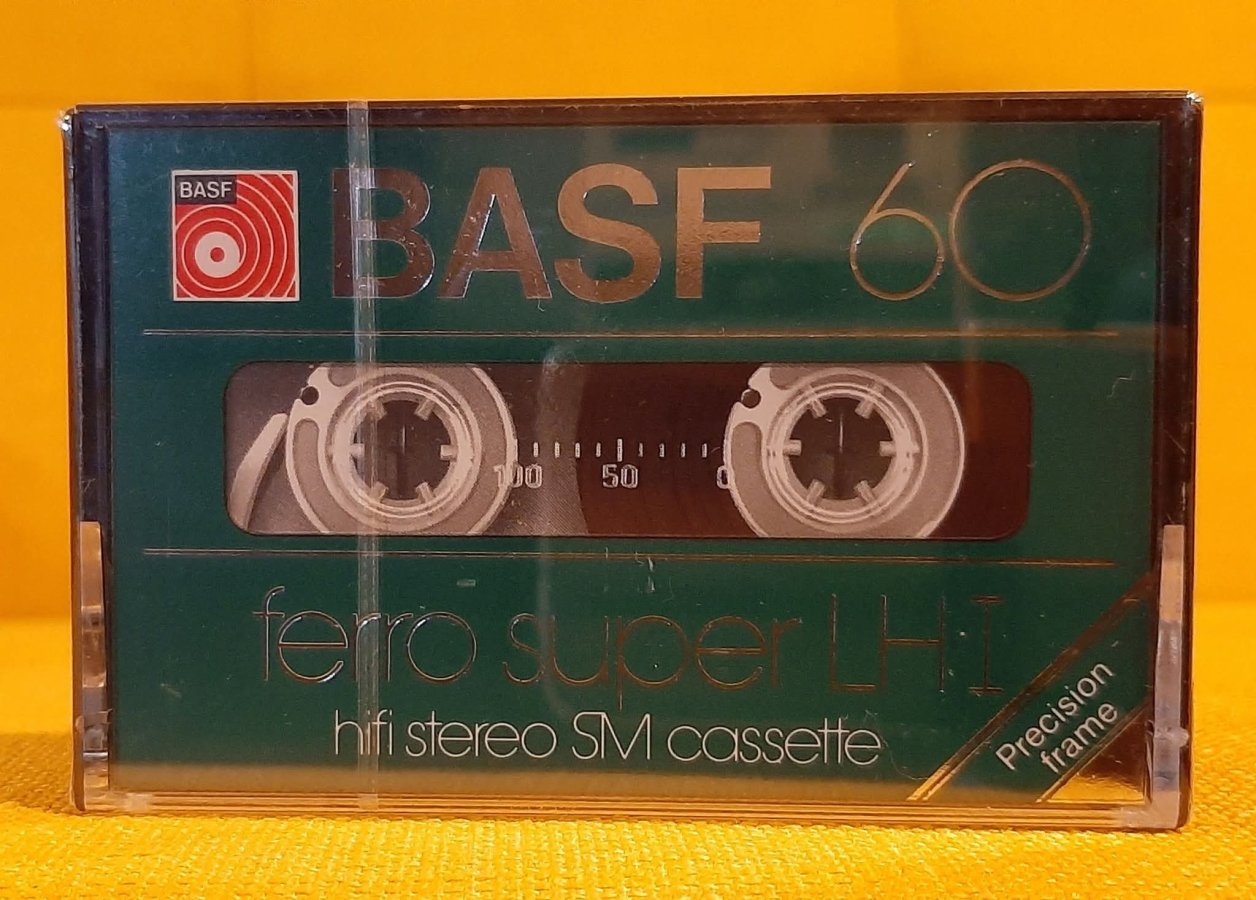 BASF
BASF 60
100 50 0
ferro super LH I
hifi stereo SM cassette
Precision
frame